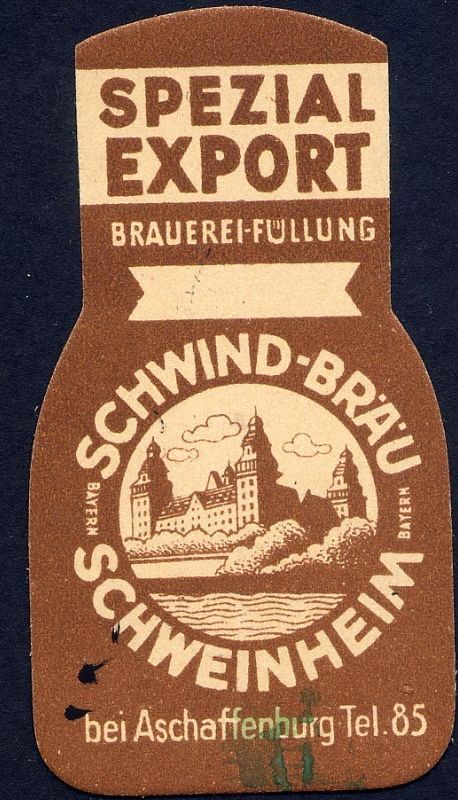 SPEZIAL
EXPORT
BRAUEREI-FÜLLUNG
SCHWIND-BRÄU
BAYERN
BAYERN
SCHWEINHEIM
bei Aschaffenburg Tel. 85